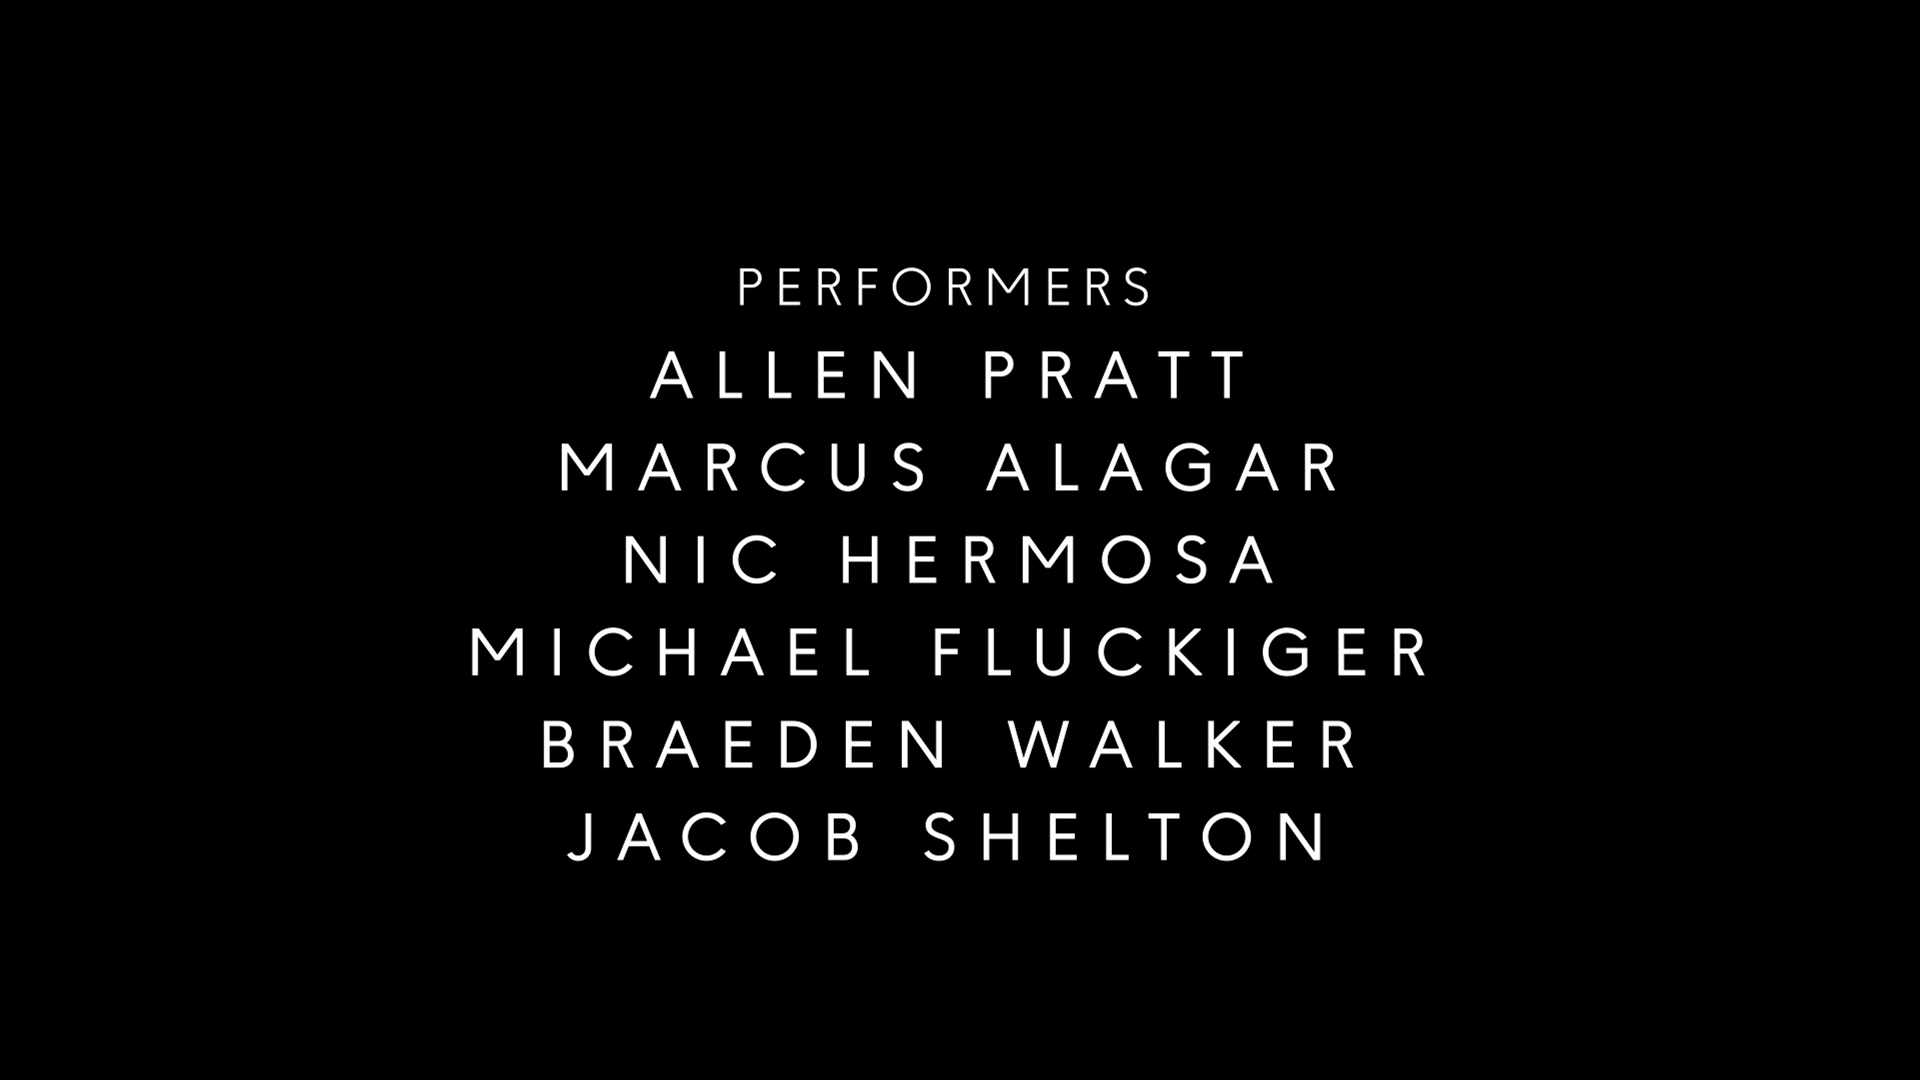 PERFORMERS
ALLEN PRATT
MARCUS ALAGAR
NIC HERMOSA
MICHAEL FLUCKIGER
BRAEDEN WALKER
JACOB SHELTON